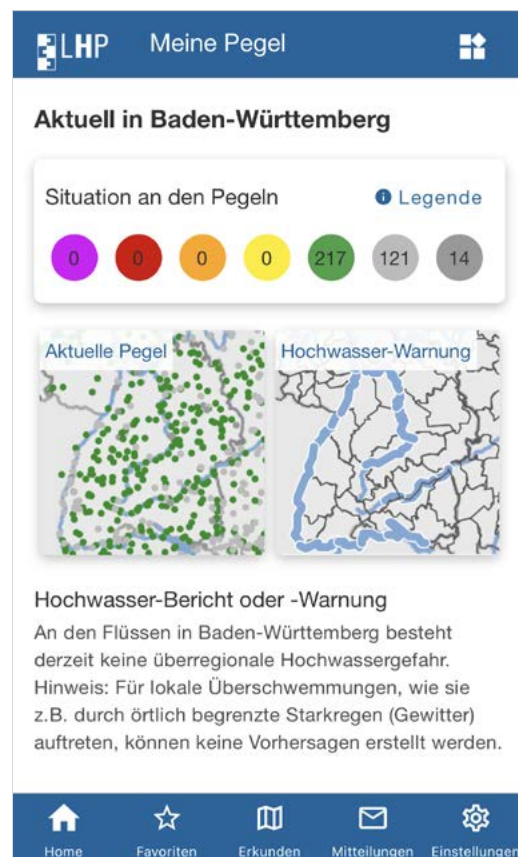 LHP Meine Pegel
Aktuell in Baden-Württemberg
Situation an den Pegeln Legende
0 0 0 0 217 121 14
Aktuelle Pegel Hochwasser-Warnung
Hochwasser-Bericht oder -Warnung
An den Flüssen in Baden-Württemberg besteht
derzeit keine überregionale Hochwassergefahr.
Hinweis: Für lokale Überschwemmungen, wie sie
z.B. durch örtlich begrenzte Starkregen (Gewitter)
auftreten, können keine Vorhersagen erstellt werden.
Home Favoriten Erkunden Mitteilungen Einstellungen